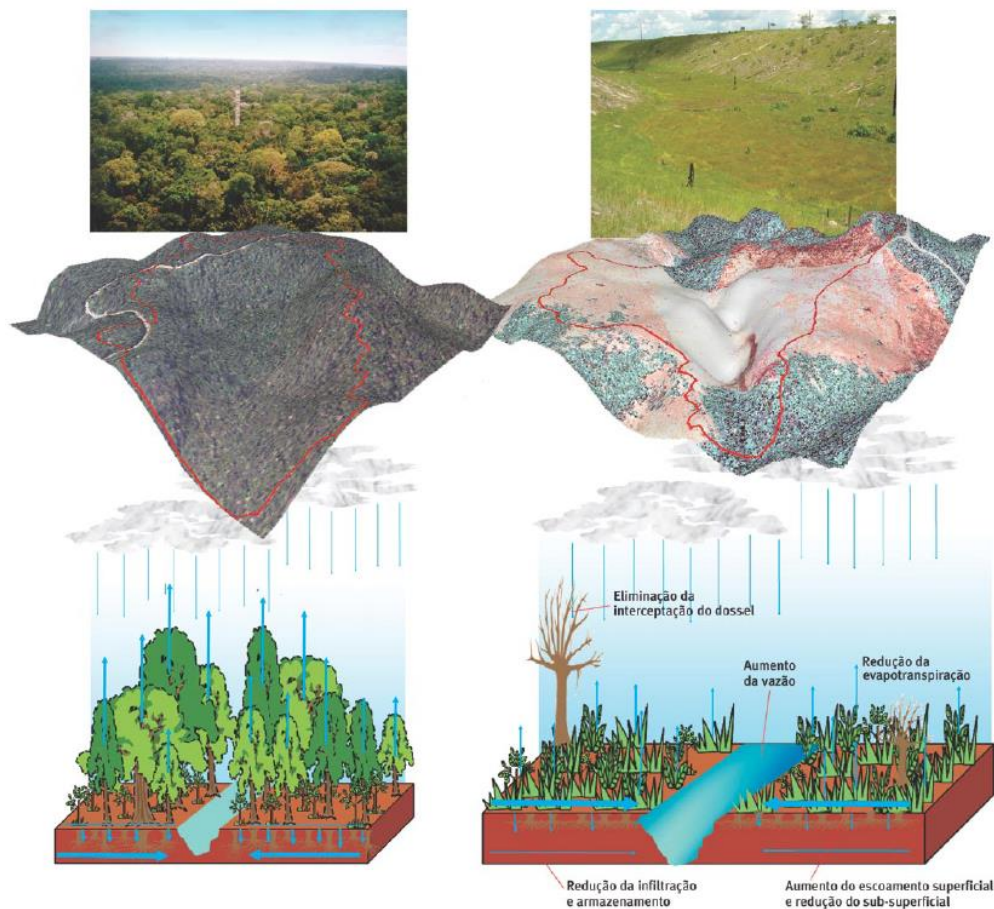 Eliminação da
interceptação do dossel
Aumento
da vazão
Redução da
evapotranspiração
Redução da infiltração
e armazenamento
Aumento do escoamento superficial
e redução do sub-superficial